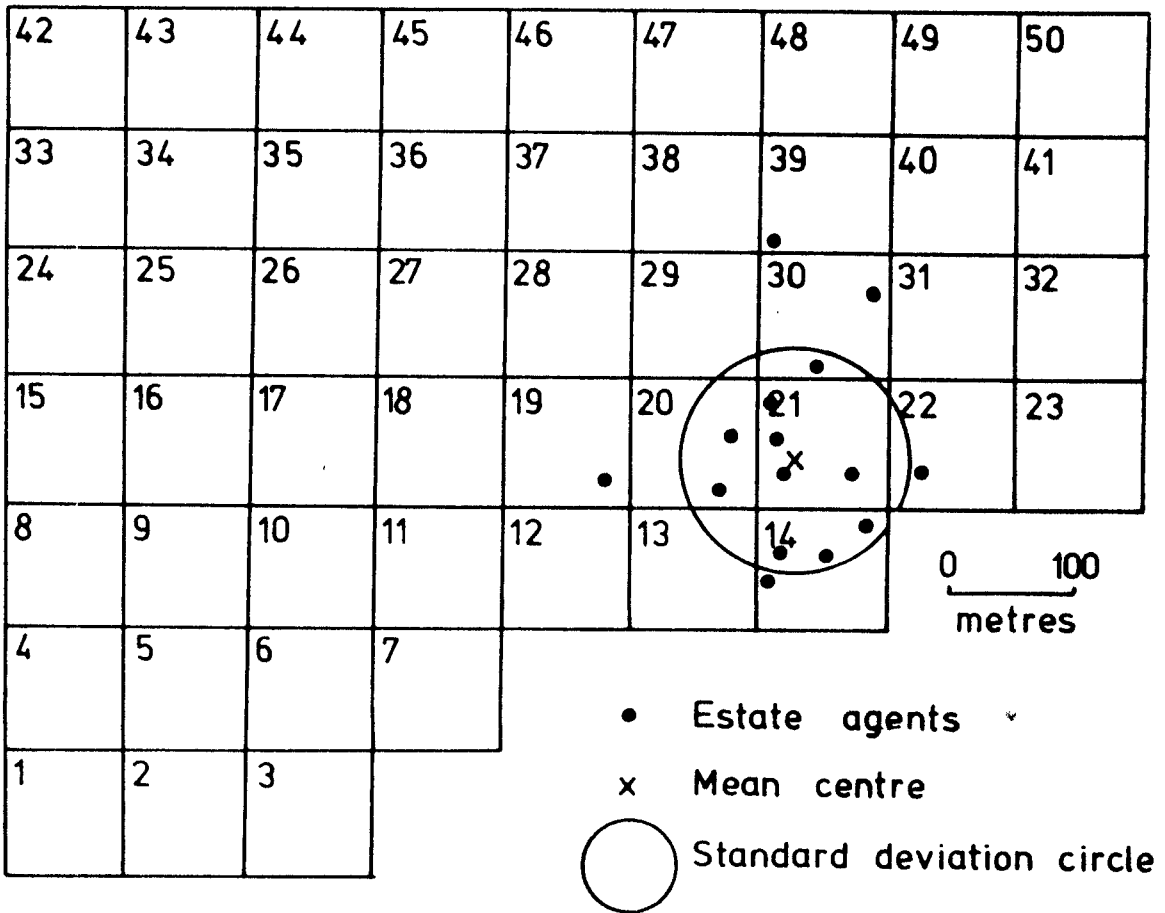 42 43 44 45 46 47 48 49 50
33 34 35 36 37 38 39 40 41
24 25 26 27 28 29 30 31 32
15 16 17 18 19 20 21 22 23
8 9 10 11 12 13 14
0 100
metres
4 5 6 7
Estate agents
1 2 3
x Mean centre
Standard deviation circle